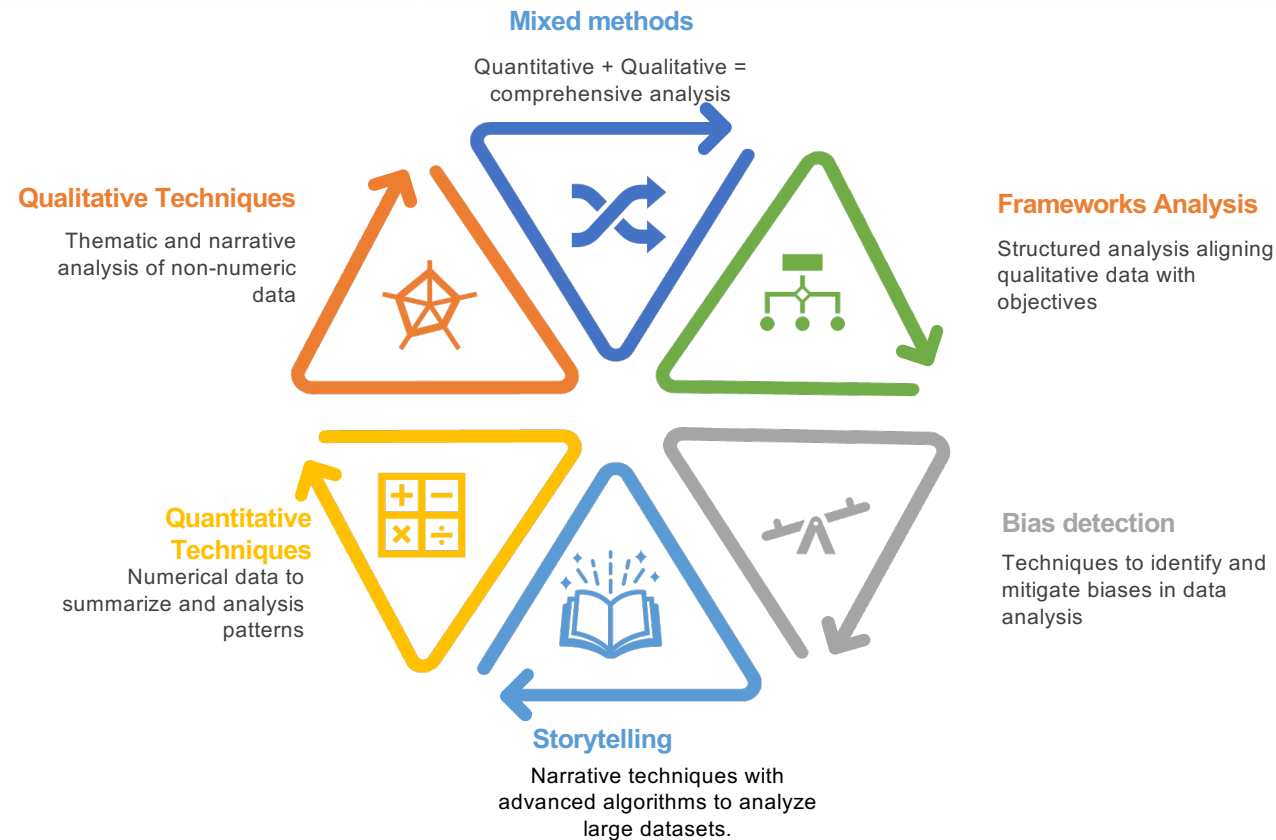 Mixed methods
Quantitative + Qualitative =
comprehensive analysis
Qualitative Techniques
Thematic and narrative
analysis of non-numeric
data
Frameworks Analysis
Structured analysis aligning
qualitative data with
objectives
Quantitative
Techniques
Numerical data to
summarize and analysis
patterns
Bias detection
Techniques to identify and
mitigate biases in data
analysis
Storytelling
Narrative techniques with
advanced algorithms to analyze
large datasets.